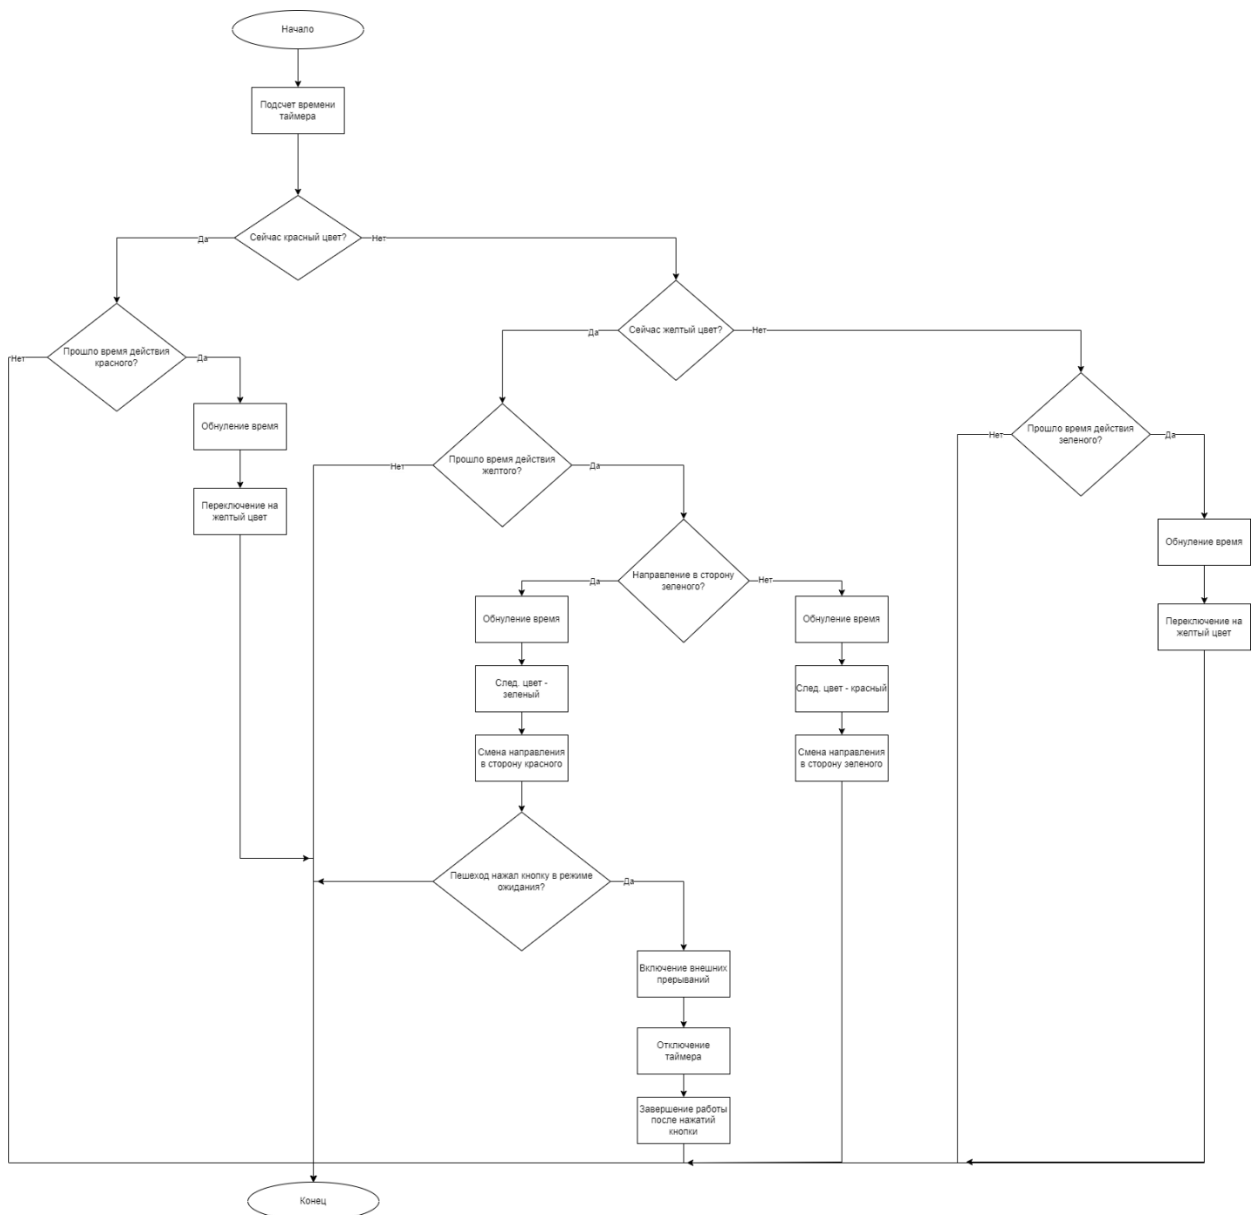 Начало
Подсчет времени
таймера
Сейчас красный цвет?
Да
Нет
Сейчас желтый цвет?
Да
Нет
Прошло время действия
красного?
Нет
Да
Обнуление время
Переключение на
желтый цвет
Прошло время действия
желтого?
Нет
Да
Прошло время действия
зеленого?
Нет
Да
Обнуление время
Переключение на
желтый цвет
Направление в сторону
зеленого?
Да
Нет
Обнуление время
След. цвет -
зеленый
Смена направления
в сторону красного
Обнуление время
След. цвет - красный
Смена направления
в сторону зеленого
Пешеход нажал кнопку в режиме
ожидания?
Да
Включение внешних
прерываний
Отключение
таймера
Завершение работы
после нажатий
кнопки
Конец